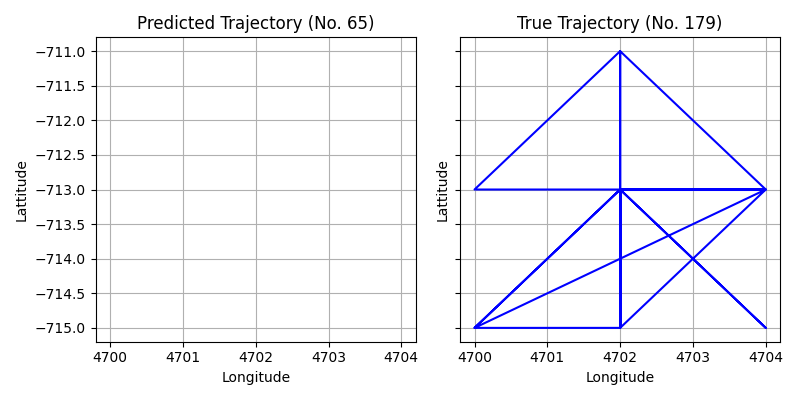 Predicted Trajectory (No. 65)
True Trajectory (No. 179)
−711.0
−711.5
−712.0
−712.5
−713.0
−713.5
−714.0
−714.5
−715.0
Lattitude
Lattitude
4700 4701 4702 4703 4704
4700 4701 4702 4703 4704
Longitude
Longitude